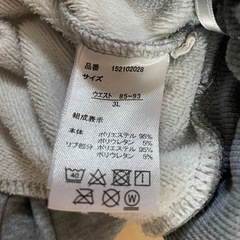 品番 152102028
サイズ
ウエスト 85-93
3L
組成表示
本体 ポリエステル 95%
ポリウレタン 5%
リブ部分 ポリエステル 95%
ポリウレタン 5%
40
W